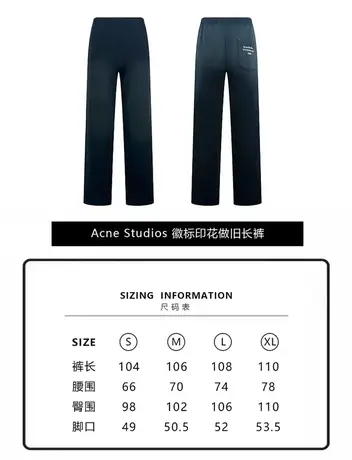 Acne Studios 徽标印花做旧长裤
SIZING INFORMATION
尺码表
SIZE S M L XL
裤长 104 106 108 110
腰围 66 70 74 78
臀围 98 102 106 110
脚口 49 50.5 52 53.5